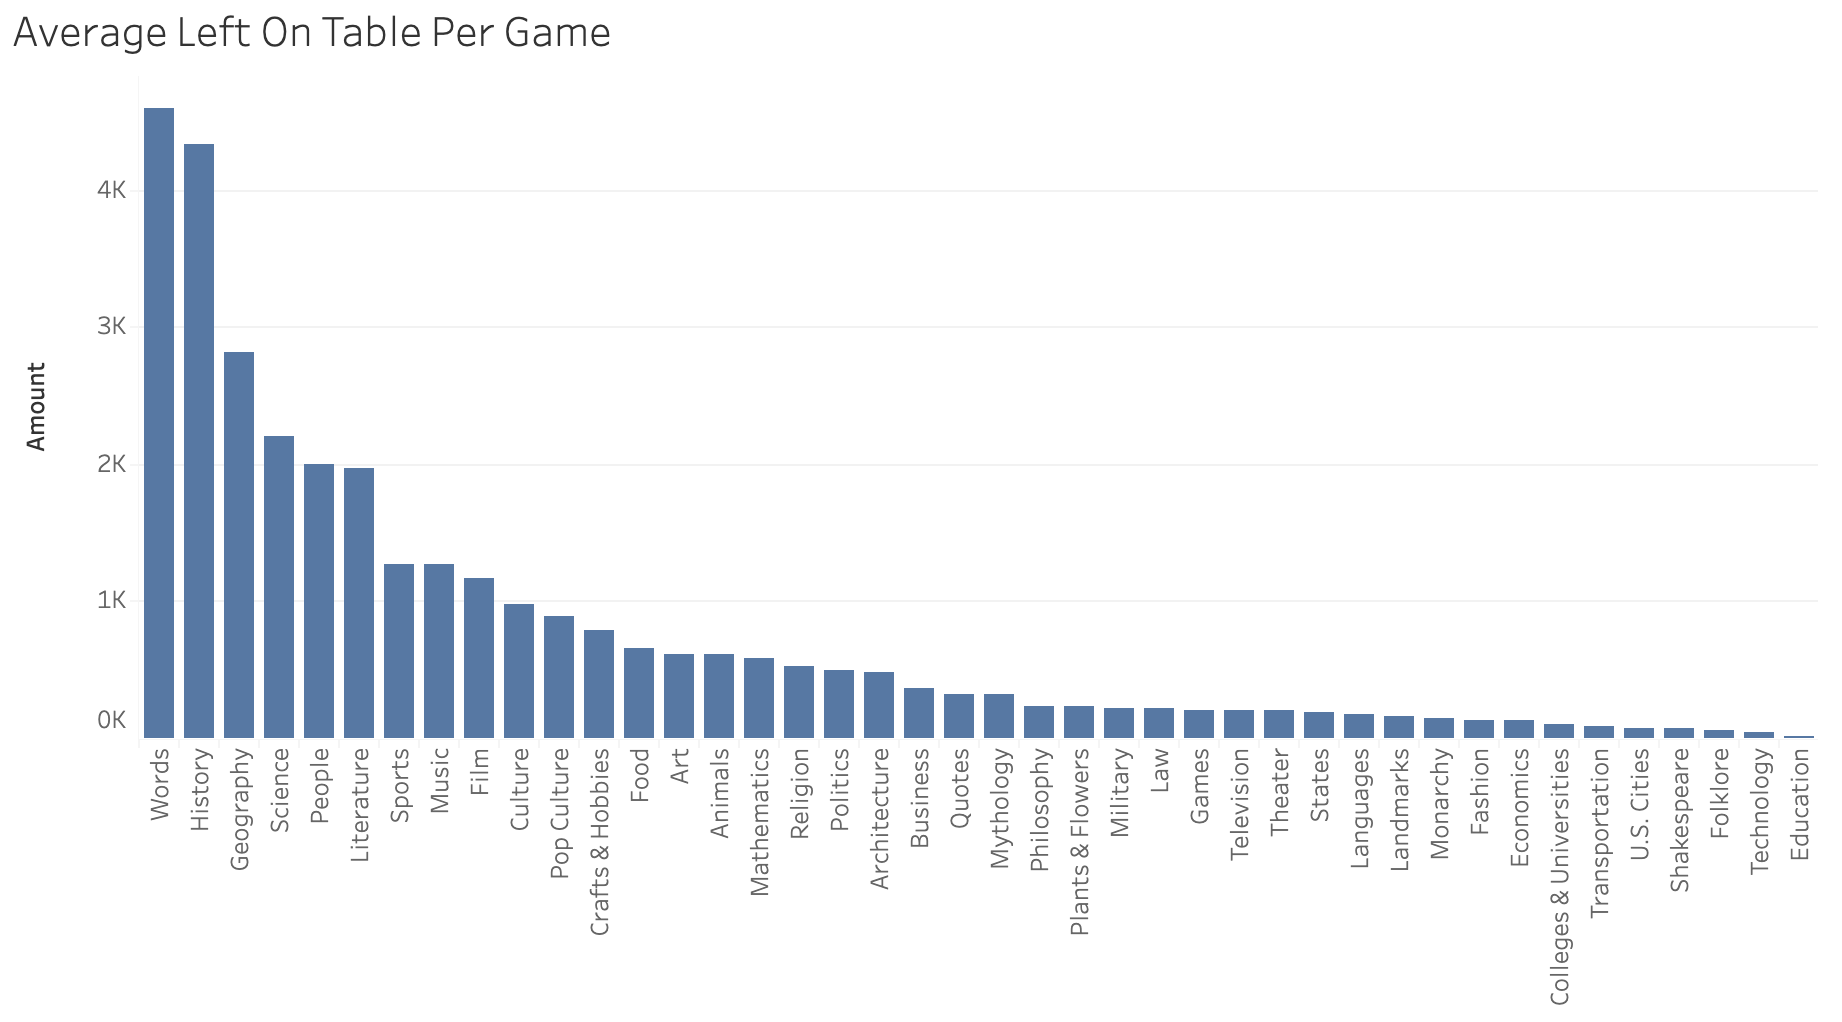 Average Left On Table Per Game
Amount
4K
3K
2K
1K
0K
Words
History
Geography
Science
People
Literature
Sports
Music
Film
Culture
Pop Culture
Crafts & Hobbies
Food
Art
Animals
Mathematics
Religion
Politics
Architecture
Business
Quotes
Mythology
Philosophy
Plants & Flowers
Military
Law
Games
Television
Theater
States
Languages
Landmarks
Monarchy
Fashion
Economics
Colleges & Universities
Transportation
U.S. Cities
Shakespeare
Folklore
Technology
Education